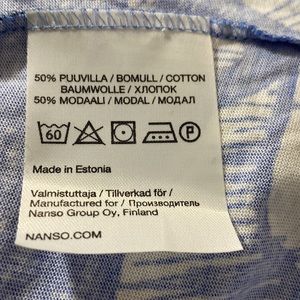 50% PUUVILLA / BOMULL / COTTON
BAUMWOLLE / ХЛОПОК
50% MODAALI / MODAL / МОДАЛ
60
Made in Estonia
Valmistuttaja / Tillverkad för /
Manufactured for / Производитель
Nanso Group Oy, Finland
NANSO.COM